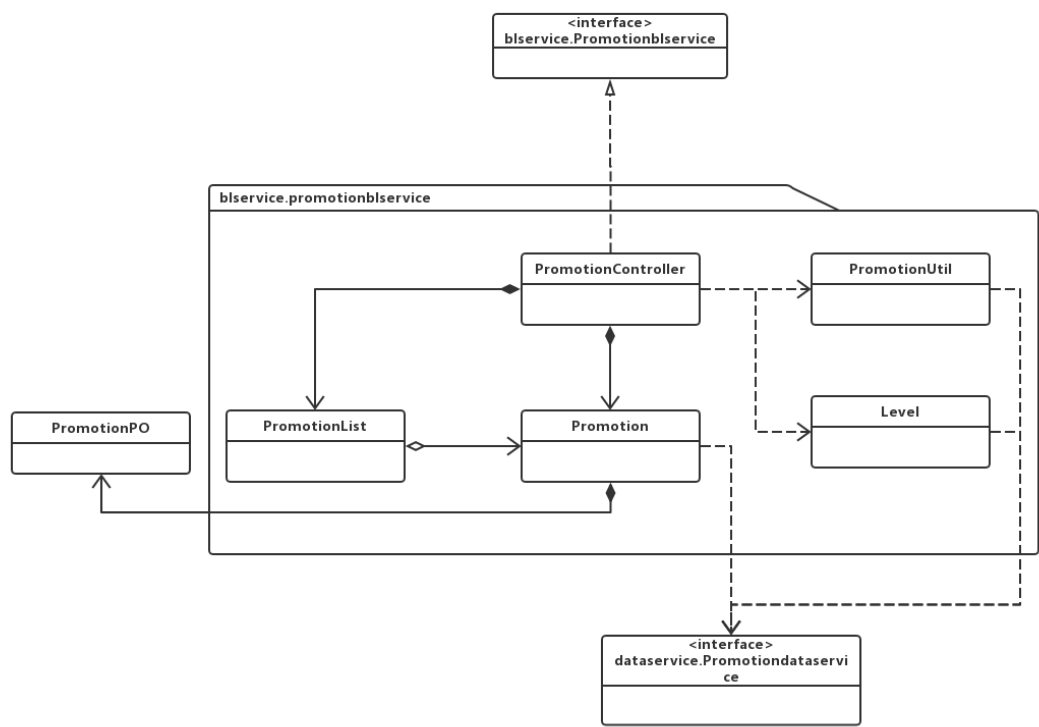 <interface>
blservice.Promotionblservice
blservice.promotionblservice
PromotionController
PromotionUtil
PromotionPO
PromotionList
Promotion
Level
<interface>
dataservice.Promotiondataservi
ce